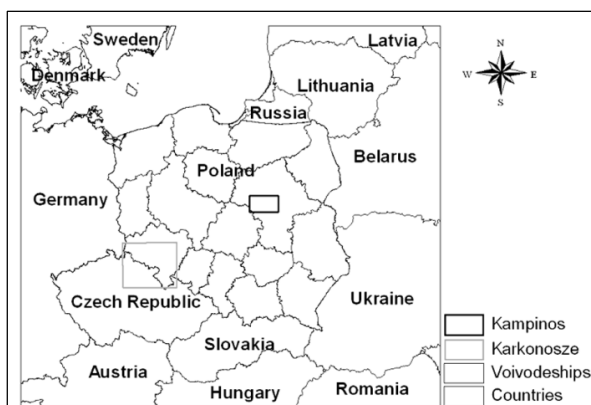 Sweden
Latvia
N
Denmark
Lithuania
W E
Russia
S
Poland
Belarus
Germany
Ukraine
Czech Republic
Kampinos
Karkonosze
Slovakia
Voivodeships
Austria
Countries
Hungary
Romania